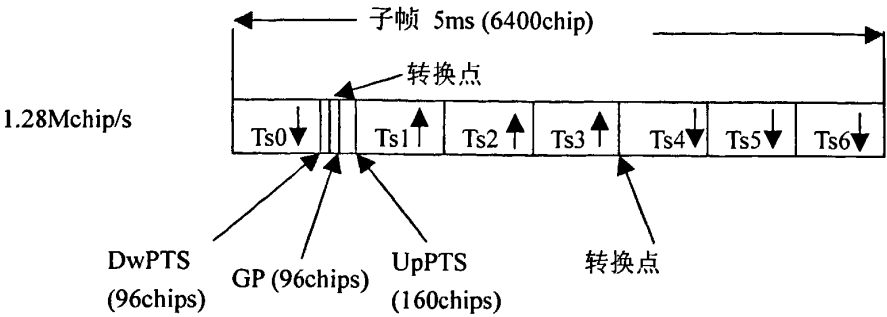 子帧 5ms (6400chip)
转换点
1.28Mchip/s
Ts0
Ts1
Ts2
Ts3
Ts4
Ts5
Ts6
DwPTS
(96chips)
GP (96chips)
UpPTS
(160chips)
转换点